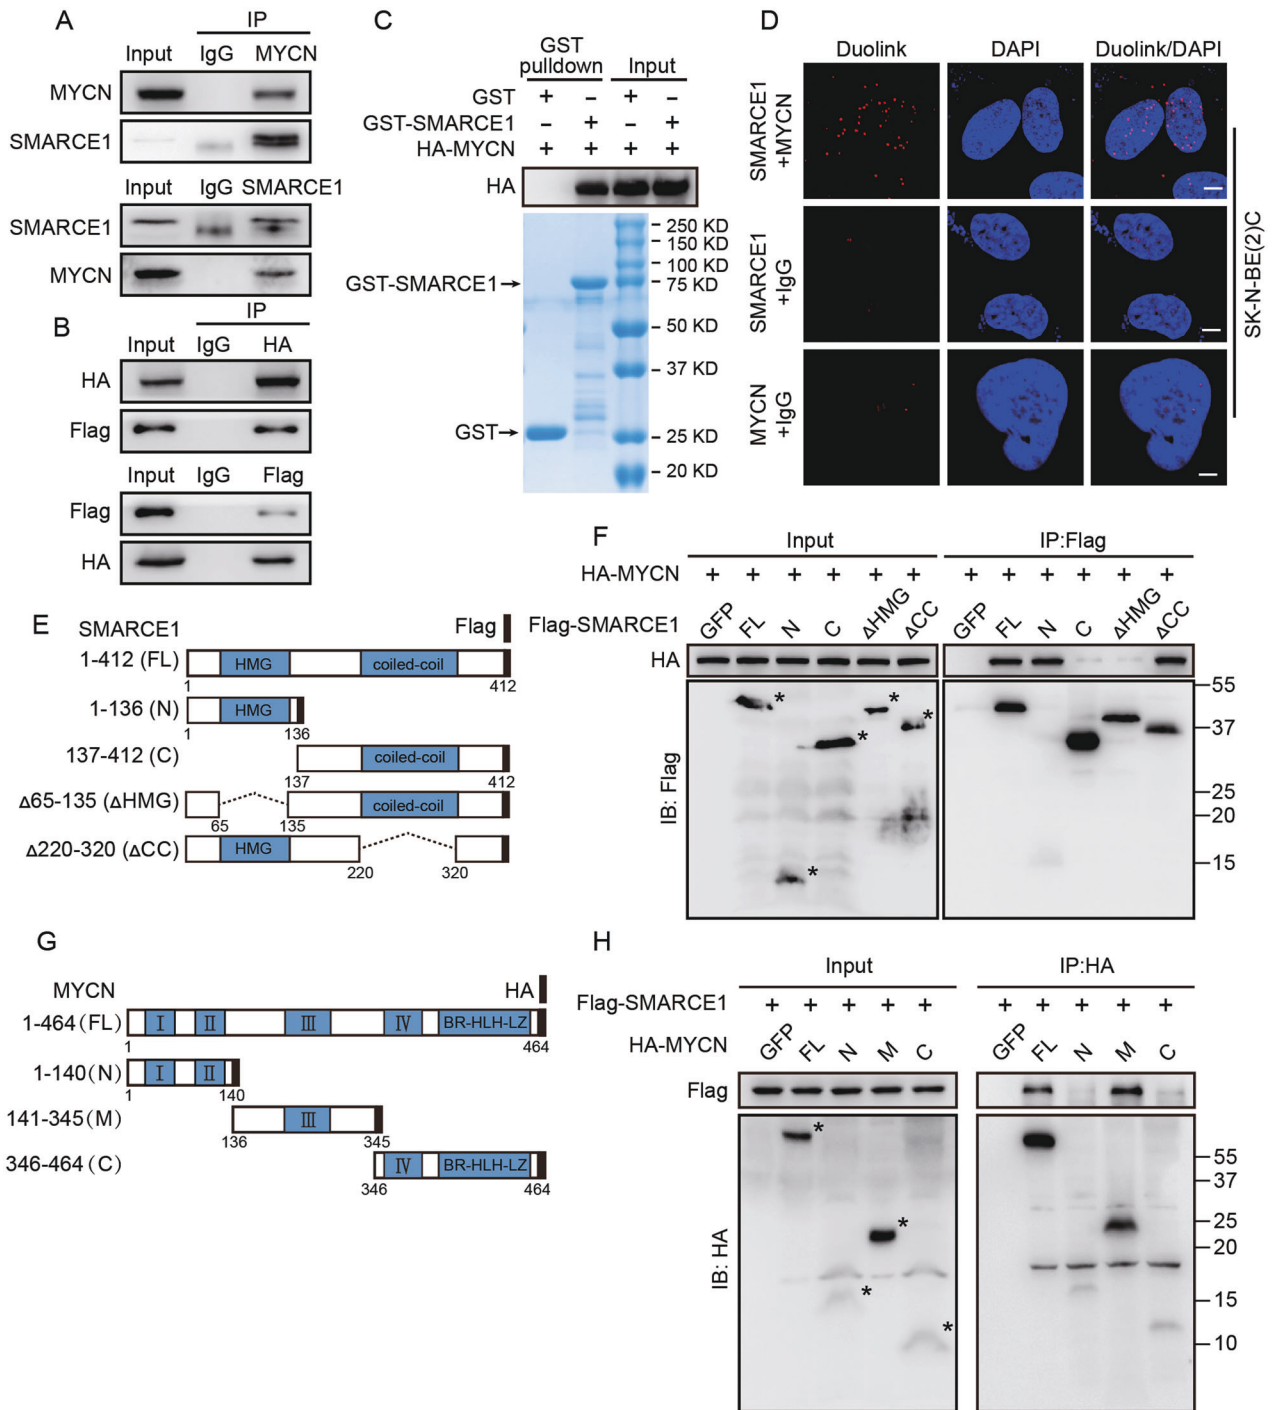 A
IP
Input IgG MYCN
MYCN
SMARCE1
Input IgG SMARCE1
SMARCE1
MYCN
B
IP
Input IgG HA
HA
Flag
Input IgG Flag
Flag
HA
C
GST
pulldown Input
GST + – + –
GST-SMARCE1 – + – +
HA-MYCN + + + +
HA
250 KD
150 KD
100 KD
GST-SMARCE1 75 KD
50 KD
37 KD
GST 25 KD
20 KD
D
Duolink DAPI Duolink/DAPI
SMARCE1
+MYCN
SMARCE1
+IgG
MYCN
+IgG
SK-N-BE(2)C
E
SMARCE1 Flag
1-412 (FL) HMG coiled-coil
1 412
1-136 (N) HMG
1 136
137-412 (C) coiled-coil
137 412
Δ65-135 (ΔHMG) coiled-coil
65 135
Δ220-320 (ΔCC) HMG
220 320
F
Input IP:Flag
HA-MYCN + + + + + + + + + + + +
Flag-SMARCE1 GFP FL N C ΔHMG ΔCC GFP FL N C ΔHMG ΔCC
HA
IB: Flag
* * * * *
55
37
25
20
15
G
MYCN HA
1-464 (FL) I II III IV BR-HLH-LZ
1 464
1-140 (N) I II
1 140
141-345 (M) III
136 345
346-464 (C) IV BR-HLH-LZ
346 464
H
Input IP:HA
Flag-SMARCE1 + + + + + + + + + +
HA-MYCN GFP FL N M C GFP FL N M C
Flag
IB: HA
* * * *
55
37
25
20
15
10